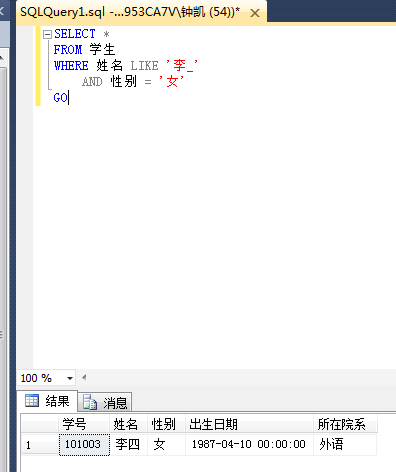 SQLQuery1.sql -...953CA7V\钟凯 (54))*
SELECT *
FROM 学生
WHERE 姓名 LIKE '李_'
AND 性别 = '女'
GO
100 %
结果 消息
学号 姓名 性别 出生日期 所在院系
1 101003 李四 女 1987-04-10 00:00:00 外语